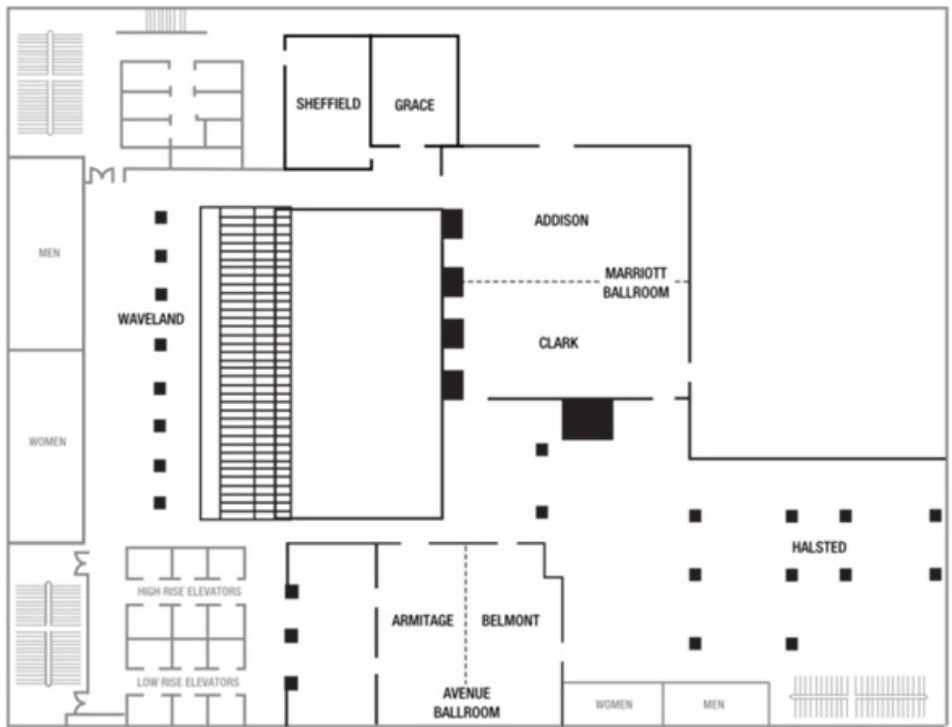 SHEFFIELD
GRACE
ADDISON
MEN
MARRIOTT
BALLROOM
WAVELAND
CLARK
WOMEN
HALSTED
HIGH RISE ELEVATORS
ARMITAGE
BELMONT
LOW RISE ELEVATORS
AVENUE
BALLROOM
WOMEN
MEN